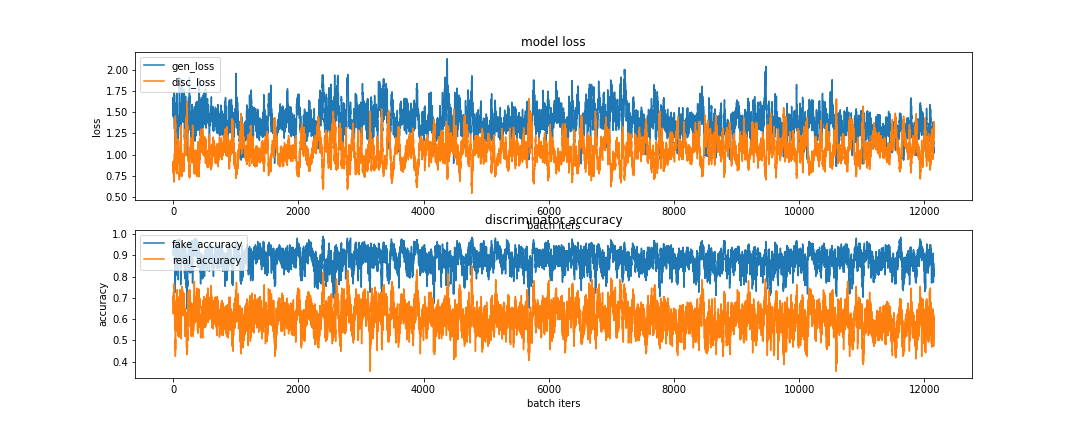 model loss
gen_loss
disc_loss
2.00
1.75
1.50
1.25
1.00
0.75
0.50
loss
0 2000 4000 6000 8000 10000 12000
batch iters
discriminator accuracy
fake_accuracy
real_accuracy
1.0
0.9
0.8
0.7
0.6
0.5
0.4
accuracy
0 2000 4000 6000 8000 10000 12000
batch iters